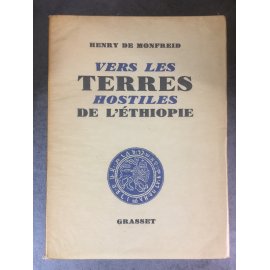 HENRY DE MONFREID
VERS LES
TERRES
HOSTILES
DE L'ÉTHIOPIE
GRASSET